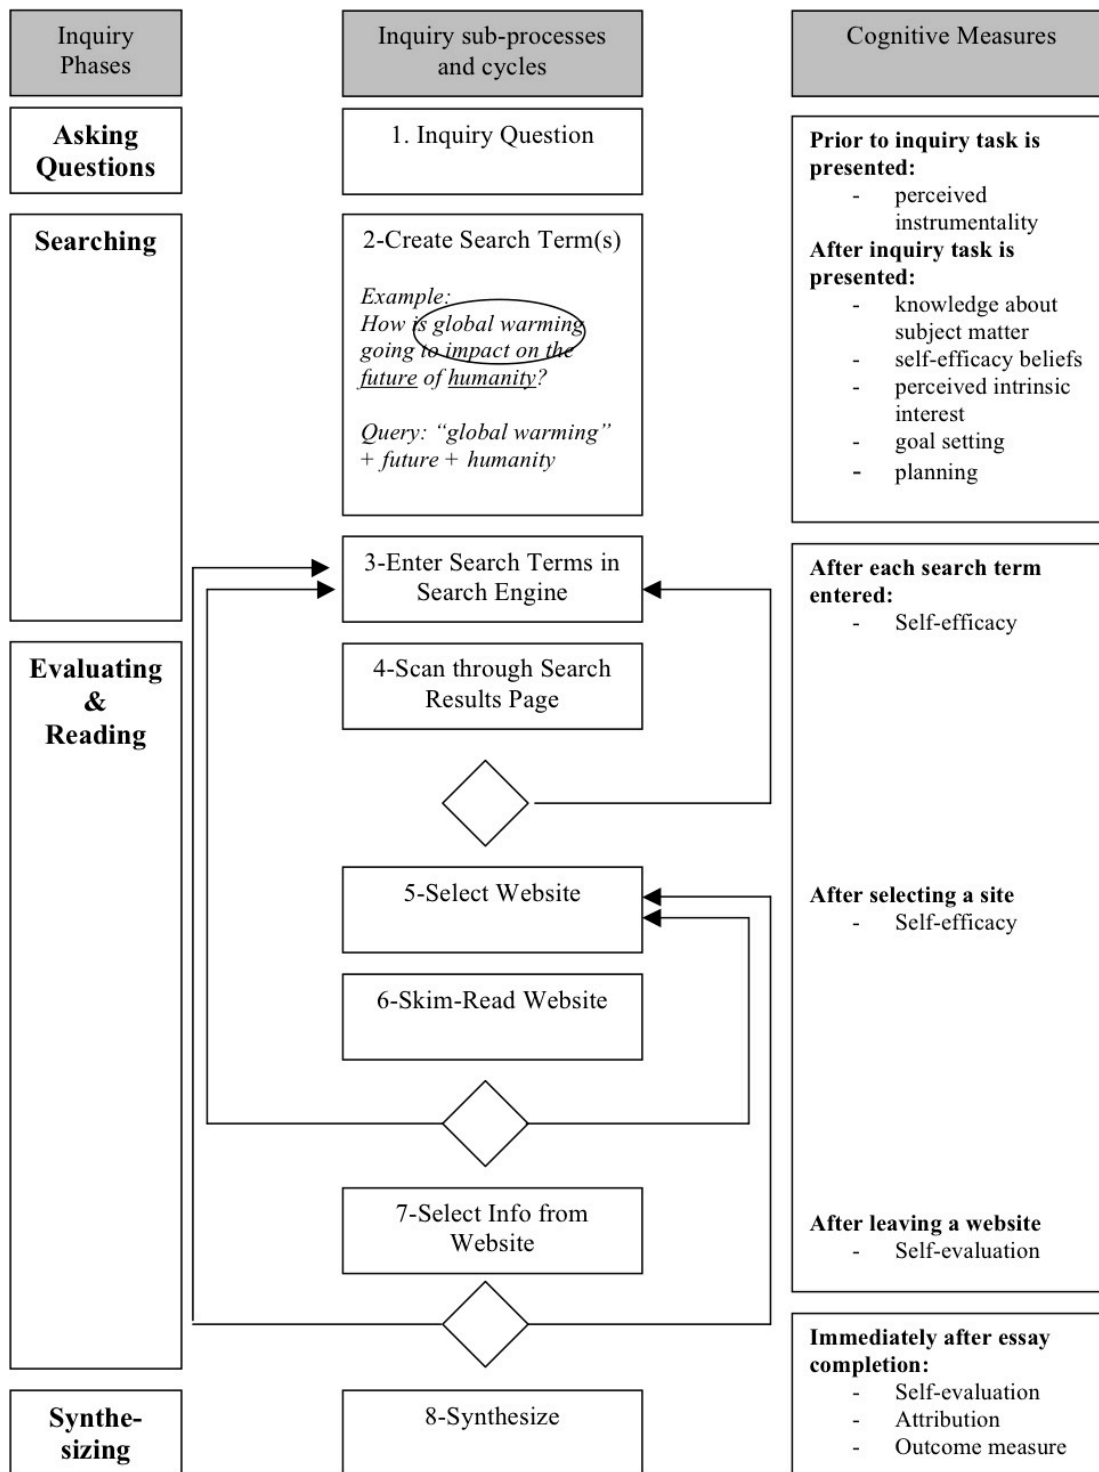 Inquiry
Phases
Inquiry sub-processes
and cycles
Cognitive Measures
Asking
Questions
1. Inquiry Question
Prior to inquiry task is
presented:
- perceived
instrumentality
After inquiry task is
presented:
- knowledge about
subject matter
- self-efficacy beliefs
- perceived intrinsic
interest
- goal setting
- planning
Searching
2-Create Search Term(s)
Example:
How is global warming
going to impact on the
future of humanity?
Query: “global warming”
+ future + humanity
3-Enter Search Terms in
Search Engine
After each search term
entered:
- Self-efficacy
Evaluating
&
Reading
4-Scan through Search
Results Page
5-Select Website
After selecting a site
- Self-efficacy
6-Skim-Read Website
7-Select Info from
Website
After leaving a website
- Self-evaluation
Immediately after essay
completion:
- Self-evaluation
- Attribution
- Outcome measure
Synthe-
sizing
8-Synthesize